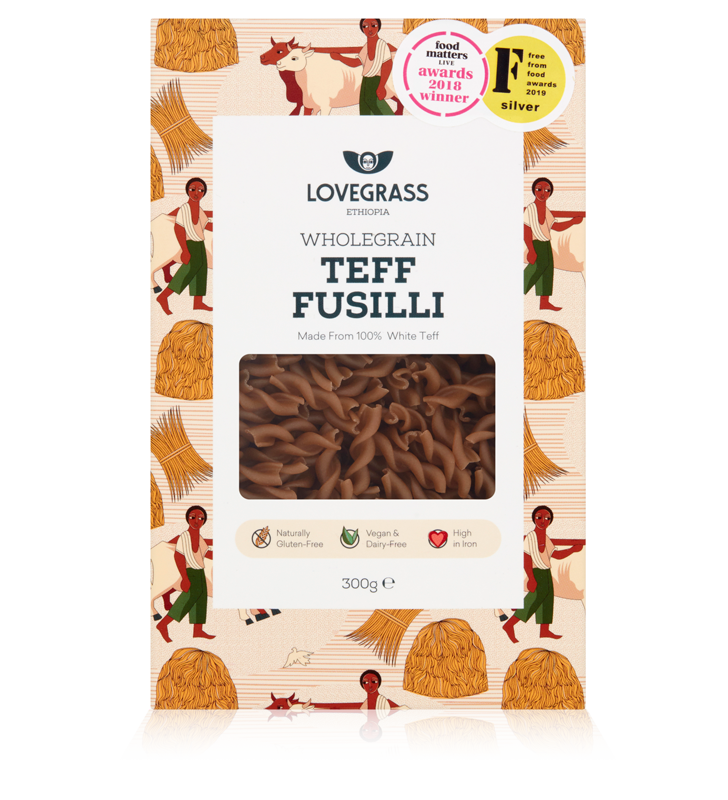 food
matters
LIVE
awards
2018
winner
F
free
from
food
awards
2019
silver
LOVEGRASS
ETHIOPIA
WHOLEGRAIN
TEFF
FUSILLI
Made From 100% White Teff
Naturally
Gluten-Free
Vegan &
Dairy-Free
High
in Iron
300g ℮